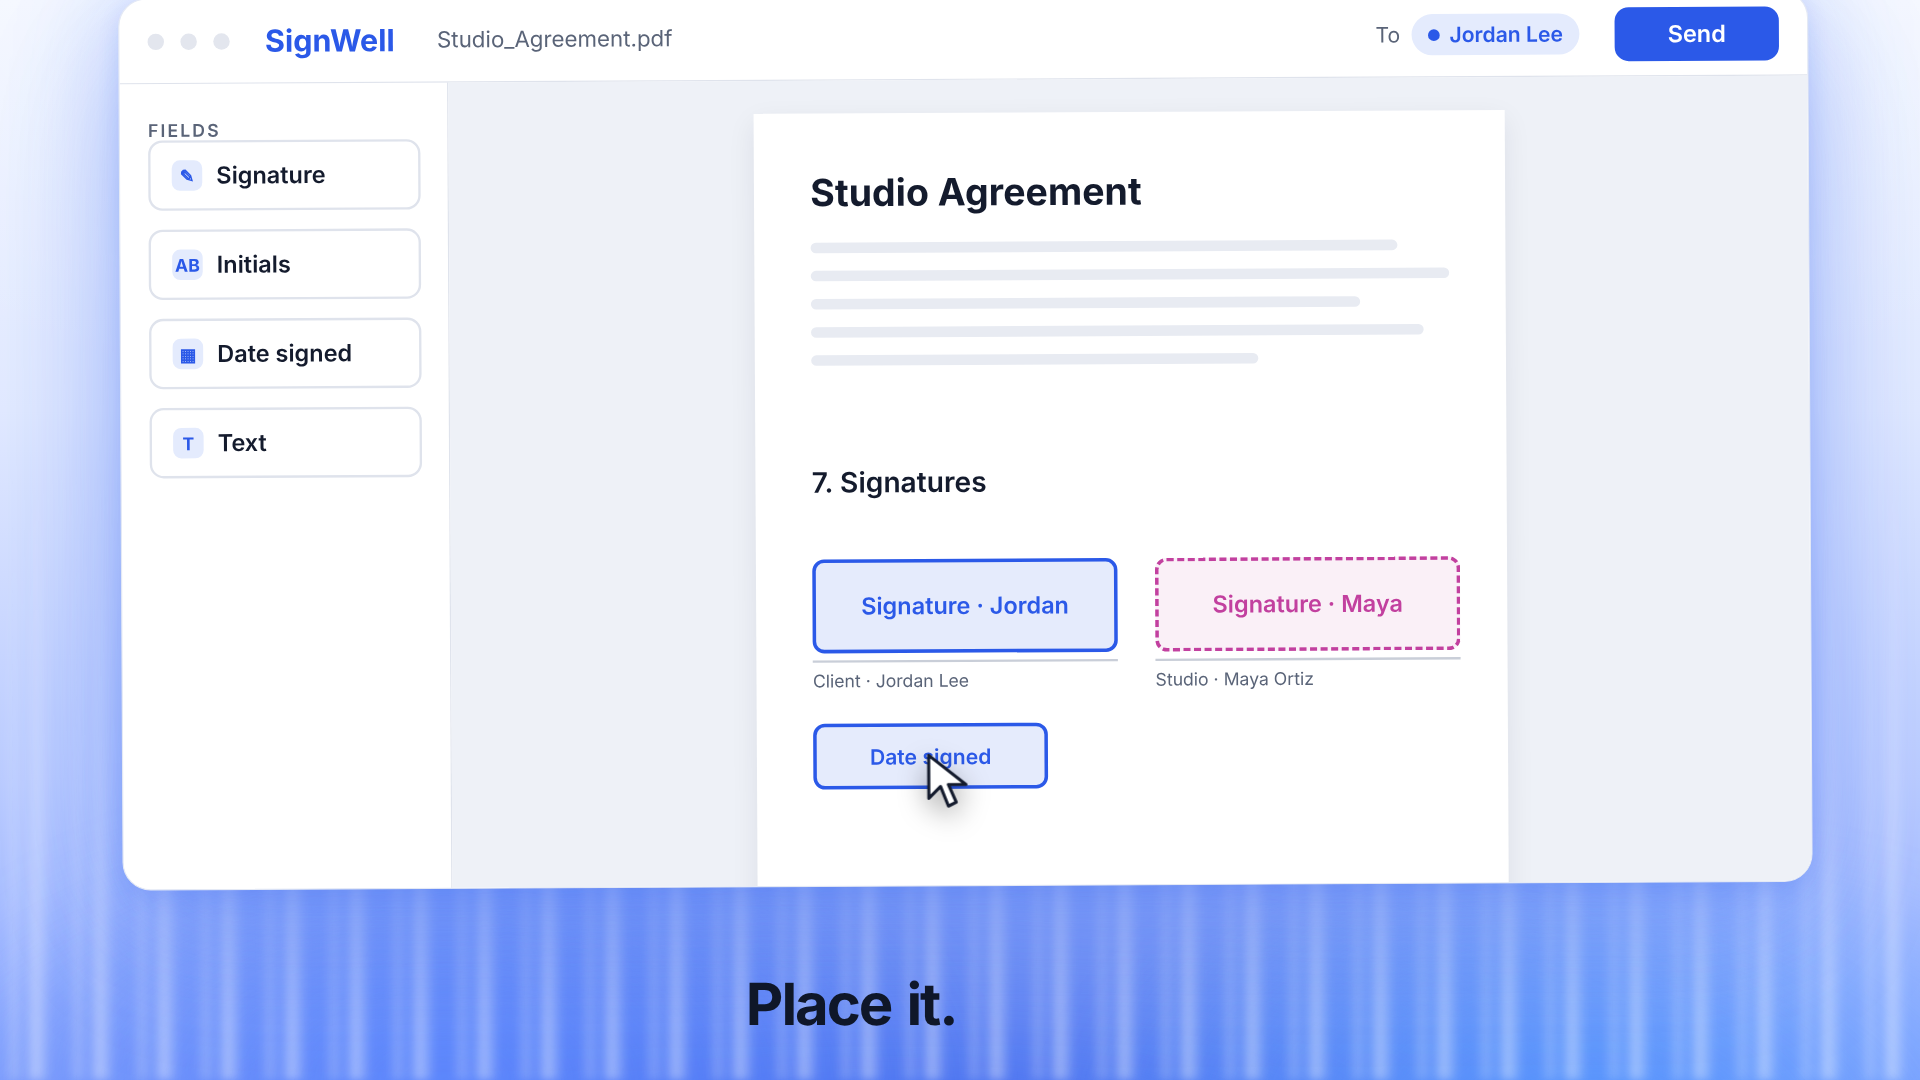 SignWell
Studio_Agreement.pdf
To
Jordan Lee
Send
FIELDS
Signature
AB
Initials
Date signed
T
Text
Studio Agreement
7. Signatures
Signature · Jordan
Signature · Maya
Client · Jordan Lee
Studio · Maya Ortiz
Date signed
Place it.